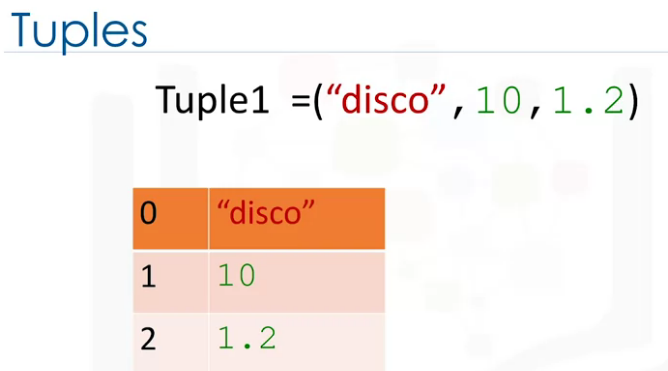 Tuples
Tuple1 =(“disco”,10,1.2)
0 “disco”
1 10
2 1.2